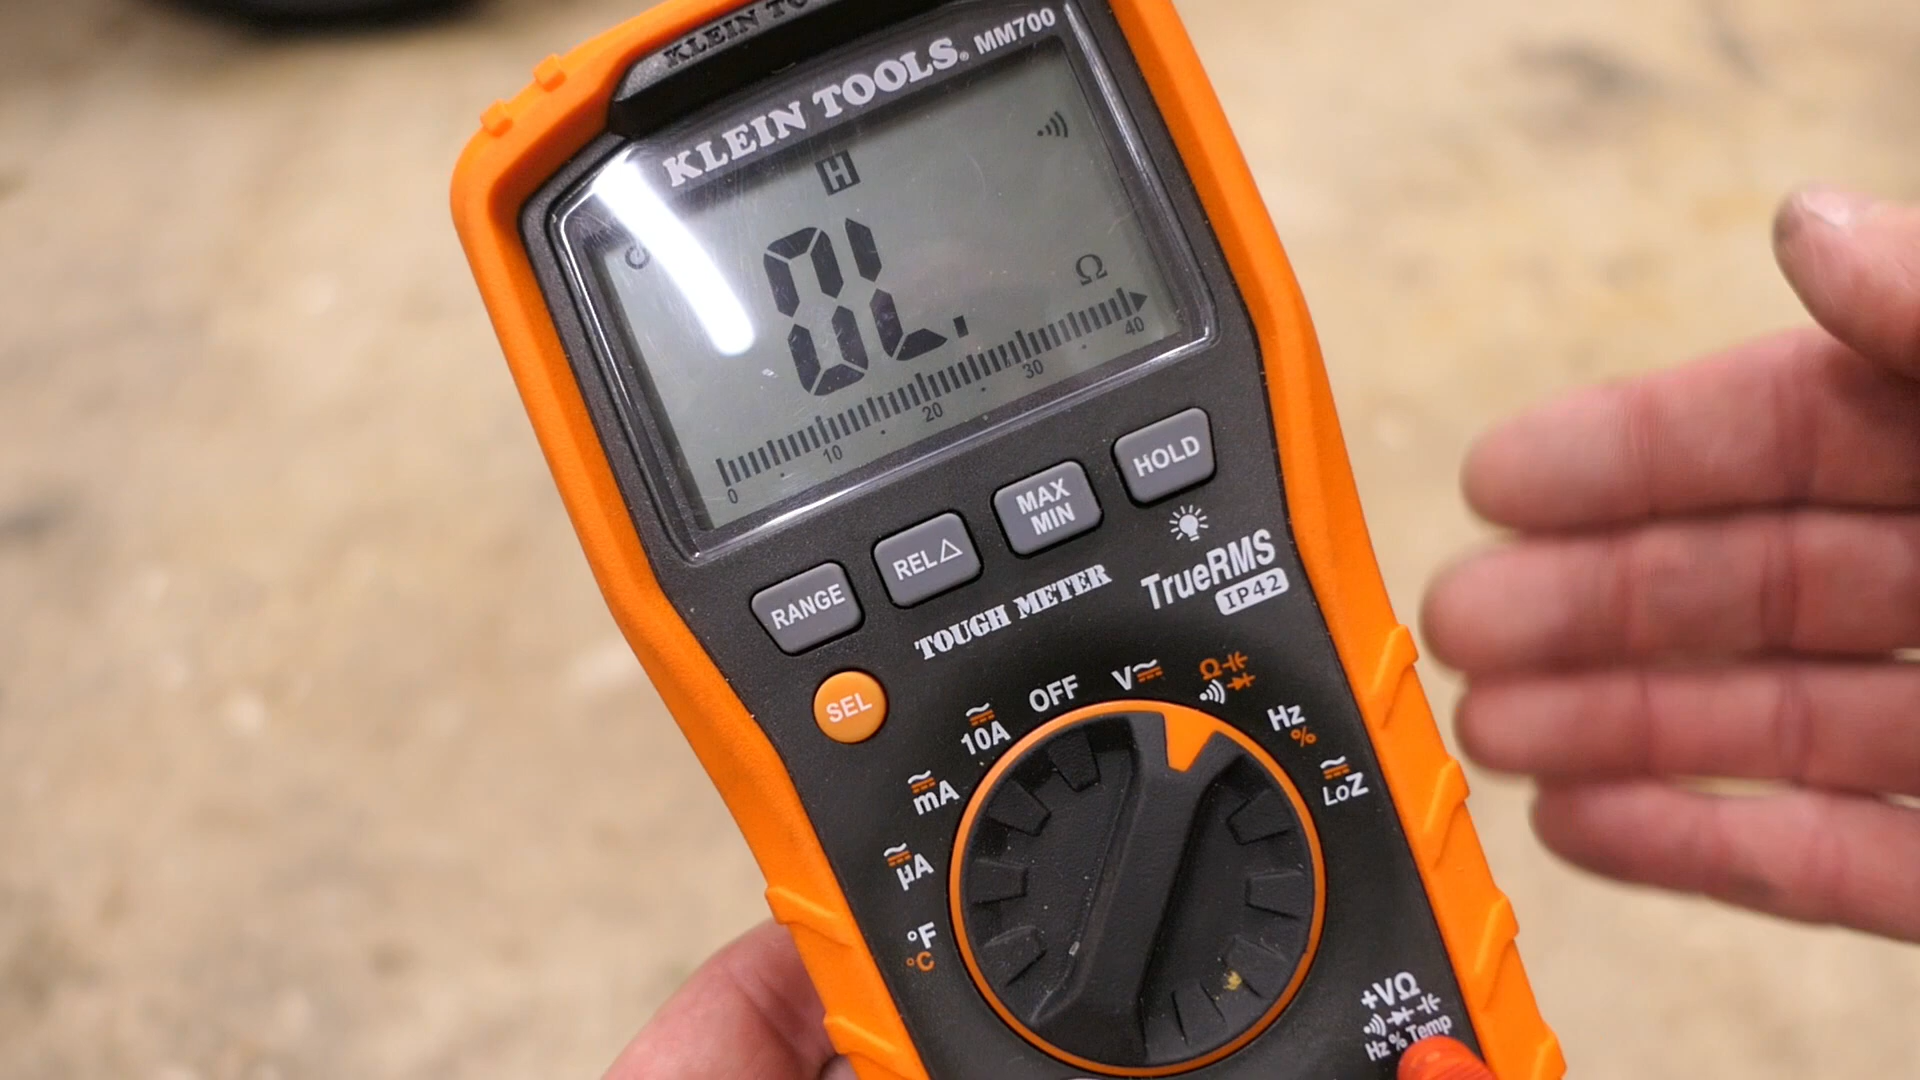 KLEIN TO
KLEIN TOOLS® MM700
H
0L.
Ω
0 10 20 30 40
RANGE
REL△
MAX
MIN
HOLD
TOUGH METER
TrueRMS
IP42
SEL
OFF
V
Ω
10A
Hz
%
mA
LoZ
µA
°F
°C
+VΩ
Hz % Temp